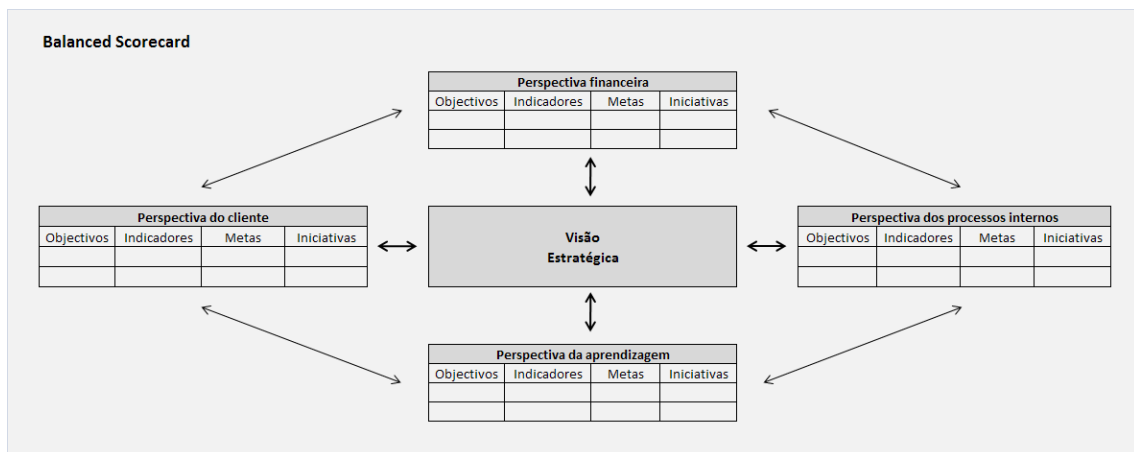 Balanced Scorecard
Perspectiva financeira
Objectivos Indicadores Metas Iniciativas
Perspectiva do cliente
Objectivos Indicadores Metas Iniciativas
Visão
Estratégica
Perspectiva dos processos internos
Objectivos Indicadores Metas Iniciativas
Perspectiva da aprendizagem
Objectivos Indicadores Metas Iniciativas